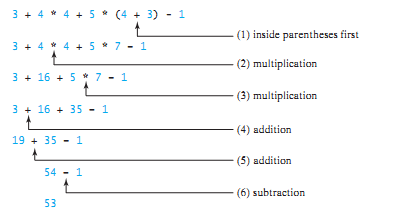 3 + 4 * 4 + 5 * (4 + 3) - 1
(1) inside parentheses first
3 + 4 * 4 + 5 * 7 - 1
(2) multiplication
3 + 16 + 5 * 7 - 1
(3) multiplication
3 + 16 + 35 - 1
(4) addition
19 + 35 - 1
(5) addition
54 - 1
(6) subtraction
53